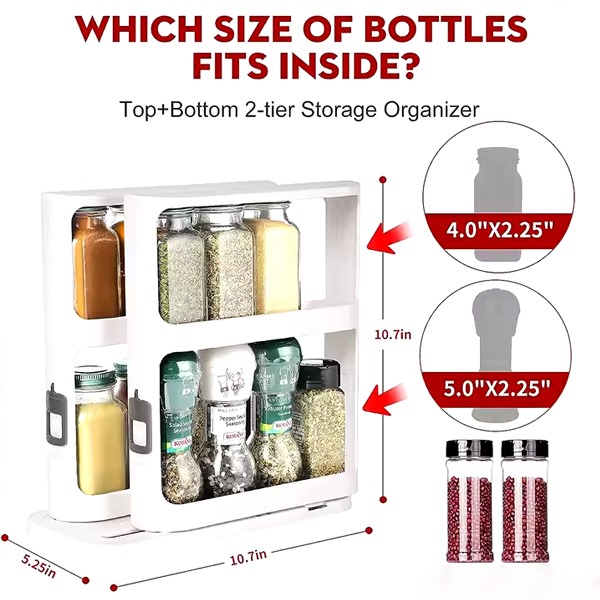 WHICH SIZE OF BOTTLES
FITS INSIDE?
Top+Bottom 2-tier Storage Organizer
4.0"X2.25"
10.7in
5.0"X2.25"
Pepper
5.25in
10.7in